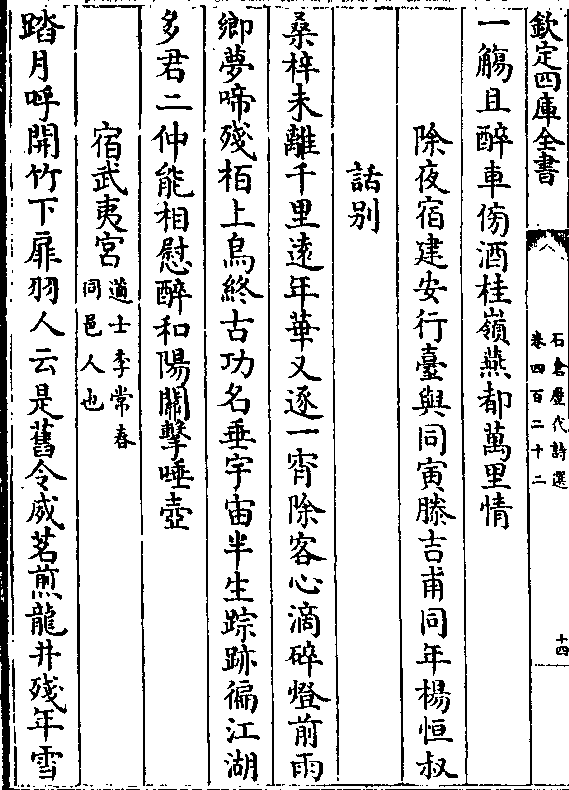 欽定四庫全書
石倉歷代詩選
卷四百二十二
十四
一觴且醉車傍酒桂嶺燕都萬里情
除夜宿建安行臺與同寅滕吉甫同年楊恒叔
話别
桑梓未離千里逺年華又逐一宵除客心滴碎燈前雨
鄉夢啼殘栢上烏終古功名垂宇宙半生踪跡徧江湖
多君二仲能相慰醉和陽關擊唾壺
宿武夷宮道士李常春
同邑人也
踏月呼開竹下扉羽人云是舊令威茗煎龍井殘年雪